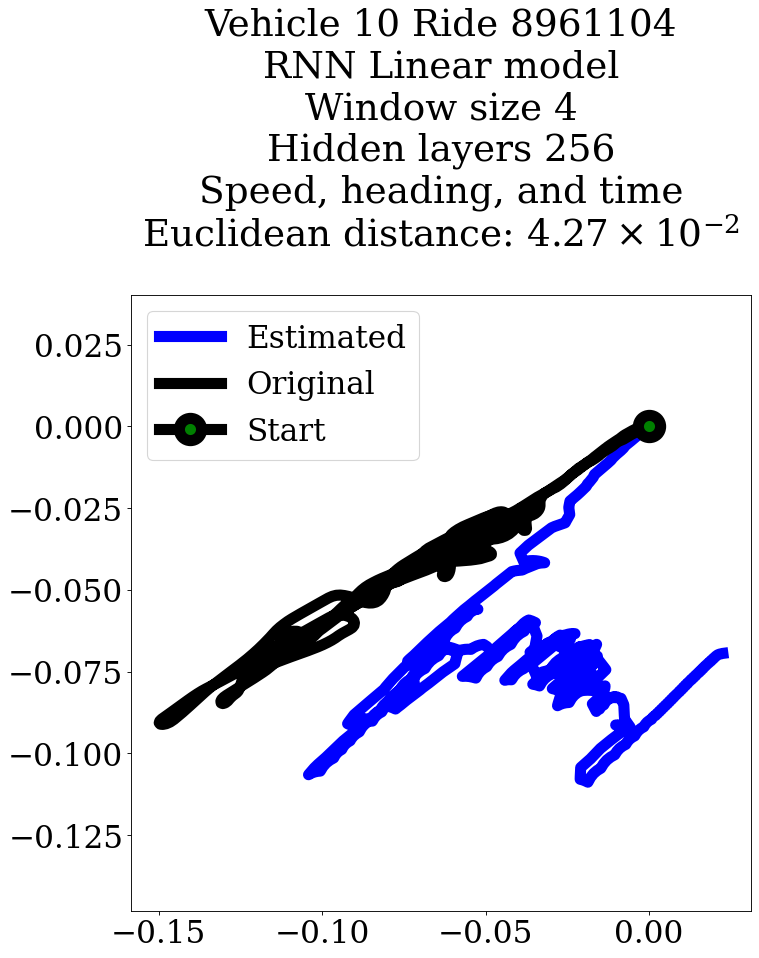 Vehicle 10 Ride 8961104
RNN Linear model
Window size 4
Hidden layers 256
Speed, heading, and time
Euclidean distance: 4.27 × 10⁻²
Estimated
Original
Start
0.025
0.000
−0.025
−0.050
−0.075
−0.100
−0.125
−0.15
−0.10
−0.05
0.00